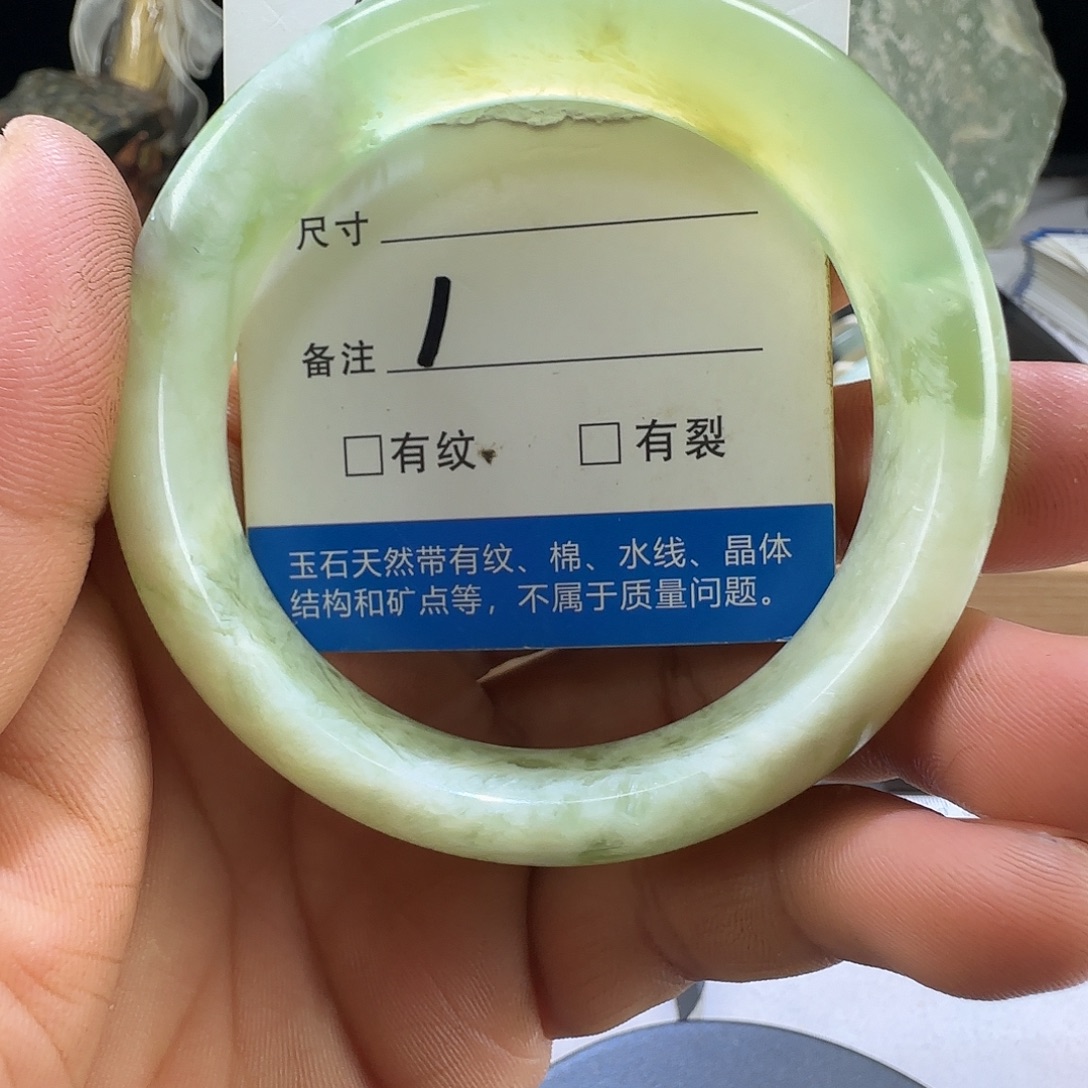 尺寸
备注 1
□有纹 □有裂
玉石天然带有纹、棉、水线、晶体
结构和矿点等，不属于质量问题。